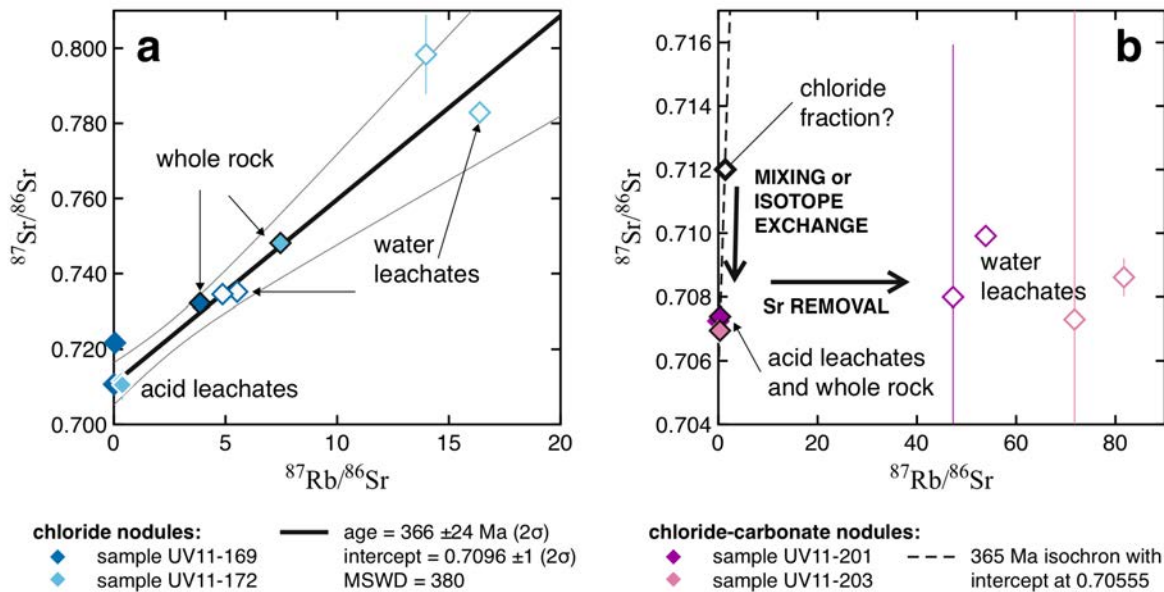 a
0.800
0.780
0.760
0.740
0.720
0.700
87Sr/86Sr
whole rock
water
leachates
acid leachates
0
5
10
15
20
87Rb/86Sr
b
0.716
0.714
0.712
0.710
0.708
0.706
0.704
87Sr/86Sr
chloride
fraction?
MIXING or
ISOTOPE
EXCHANGE
Sr REMOVAL
water
leachates
acid leachates
and whole rock
0
20
40
60
80
87Rb/86Sr
chloride nodules:
sample UV11-169
sample UV11-172
age = 366 ±24 Ma (2σ)
intercept = 0.7096 ±1 (2σ)
MSWD = 380
chloride-carbonate nodules:
sample UV11-201
sample UV11-203
365 Ma isochron with
intercept at 0.70555